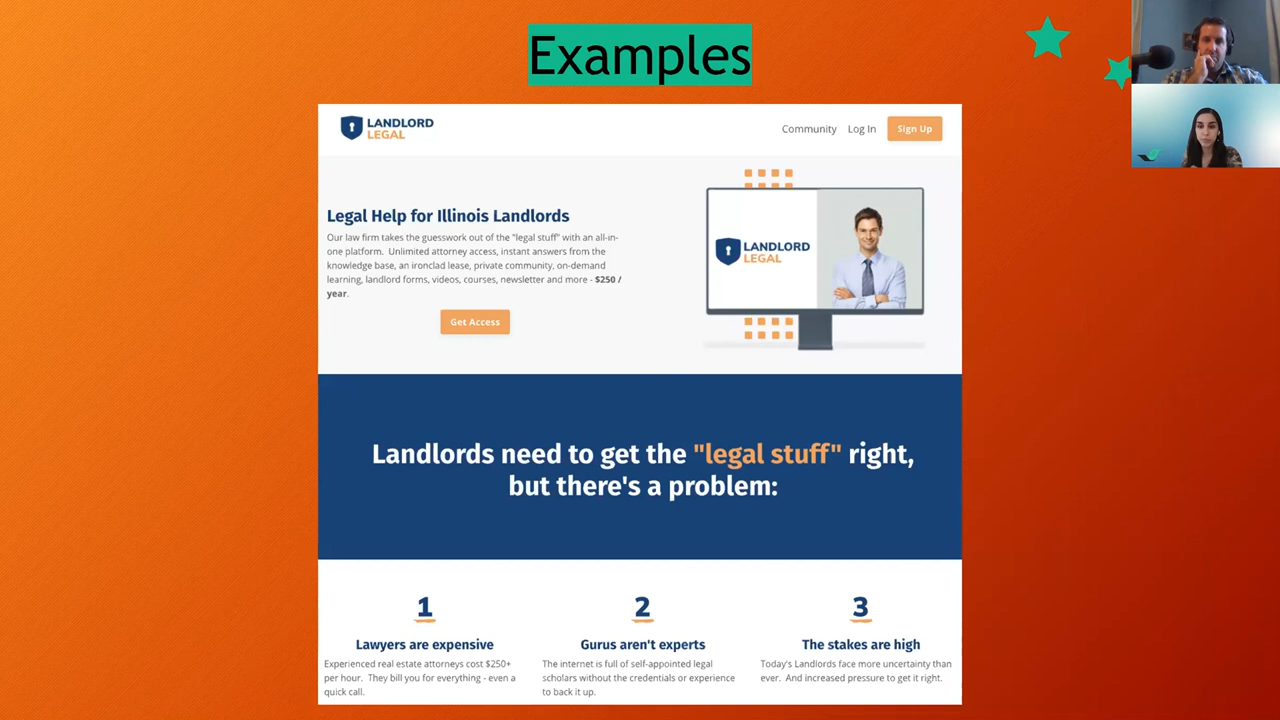 Examples
LANDLORD
LEGAL
Community Log In Sign Up
Legal Help for Illinois Landlords
Our law firm takes the guesswork out of the "legal stuff" with an all-in-
one platform. Unlimited attorney access, instant answers from the
knowledge base, an ironclad lease, private community, on-demand
learning, landlord forms, videos, courses, newsletter and more - $250 /
year.
Get Access
LANDLORD
LEGAL
Landlords need to get the "legal stuff" right,
but there's a problem:
1
Lawyers are expensive
Experienced real estate attorneys cost $250+
per hour. They bill you for everything - even a
quick call.
2
Gurus aren't experts
The internet is full of self-appointed legal
scholars without the credentials or experience
to back it up.
3
The stakes are high
Today's Landlords face more uncertainty than
ever. And increased pressure to get it right.